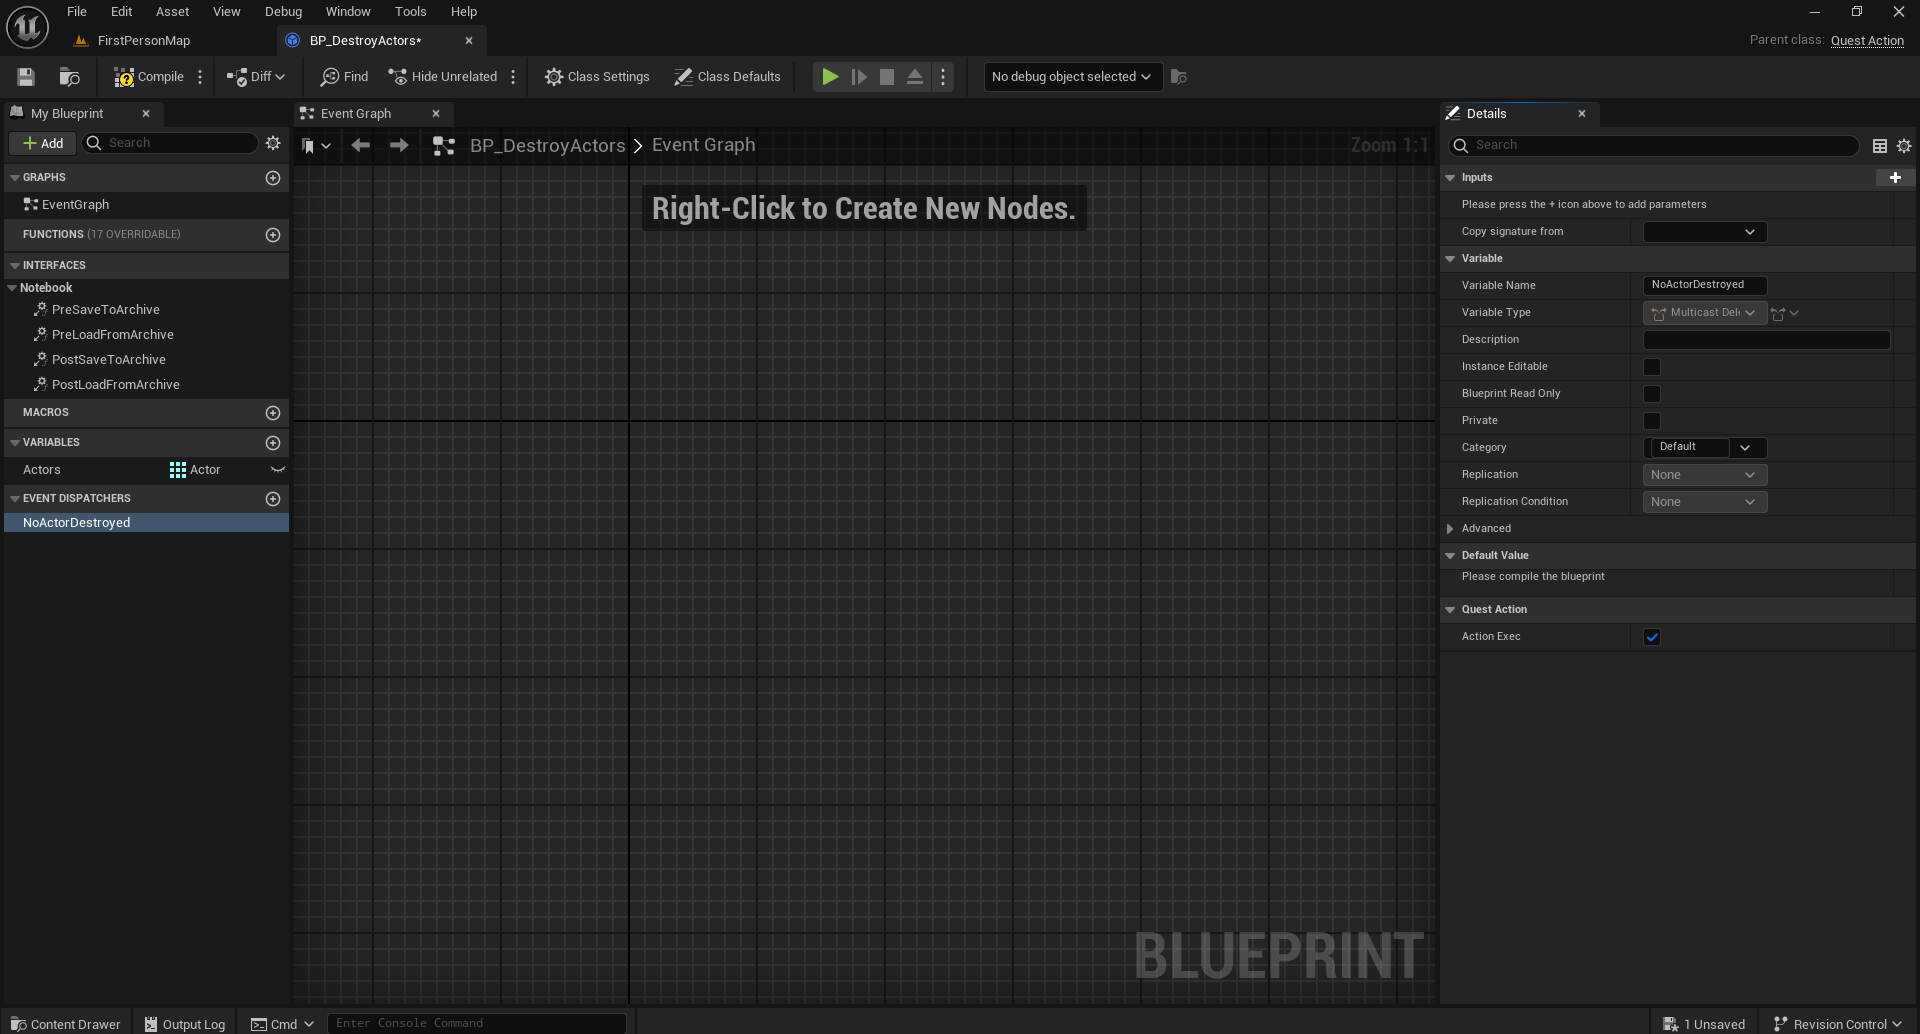 File Edit Asset View Debug Window Tools Help
FirstPersonMap
BP_DestroyActors*
Parent class: Quest Action
Compile
Diff
Find
Hide Unrelated
Class Settings
Class Defaults
No debug object selected
My Blueprint
Add
Search
GRAPHS
EventGraph
FUNCTIONS (17 OVERRIDABLE)
INTERFACES
Notebook
PreSaveToArchive
PreLoadFromArchive
PostSaveToArchive
PostLoadFromArchive
MACROS
VARIABLES
Actors Actor
EVENT DISPATCHERS
NoActorDestroyed
Event Graph
BP_DestroyActors > Event Graph
Zoom 1:1
Right-Click to Create New Nodes.
BLUEPRINT
Details
Search
Inputs
Please press the + icon above to add parameters
Copy signature from
Variable
Variable Name NoActorDestroyed
Variable Type Multicast Del
Description
Instance Editable
Blueprint Read Only
Private
Category Default
Replication None
Replication Condition None
Advanced
Default Value
Please compile the blueprint
Quest Action
Action Exec
Content Drawer
Output Log
Cmd
Enter Console Command
1 Unsaved
Revision Control